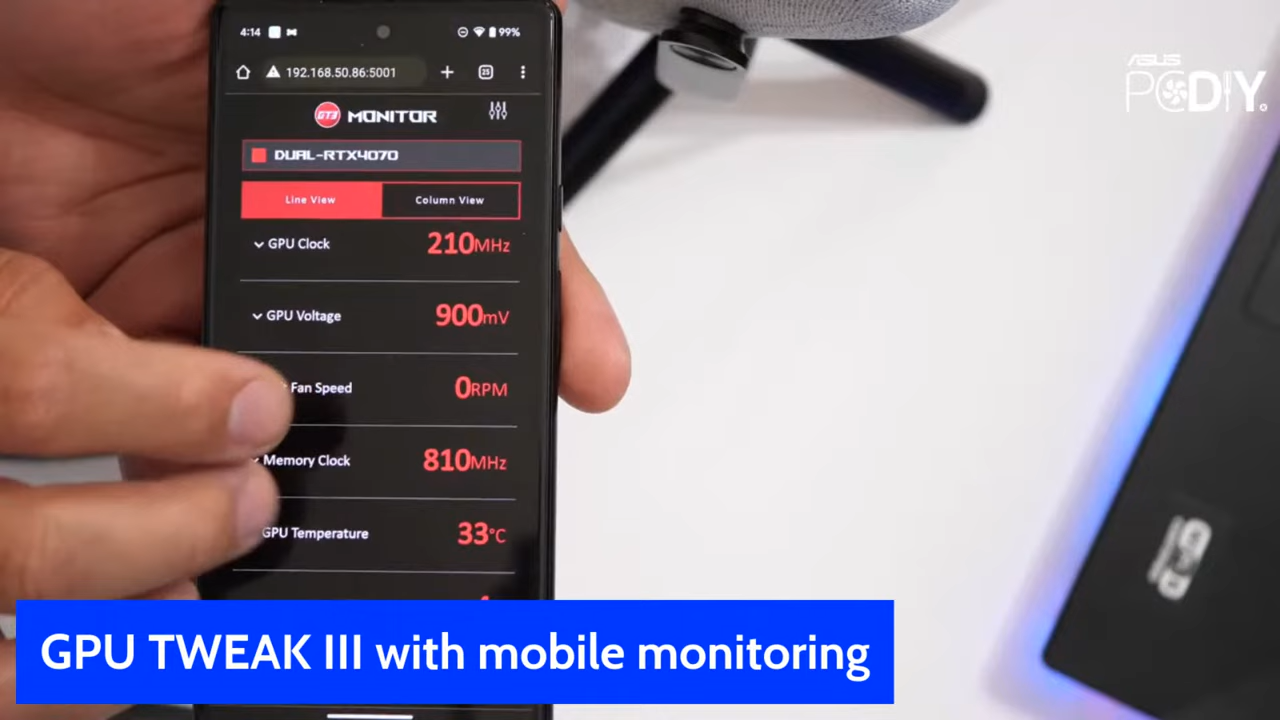 4:14
99%
192.168.50.86:5001
25
GT3 MONITOR
DUAL-RTX4070
Line View
Column View
GPU Clock
210MHz
GPU Voltage
900mV
Fan Speed
0RPM
Memory Clock
810MHz
GPU Temperature
33°C
ASUS
PCDIY.
GPU TWEAK III with mobile monitoring